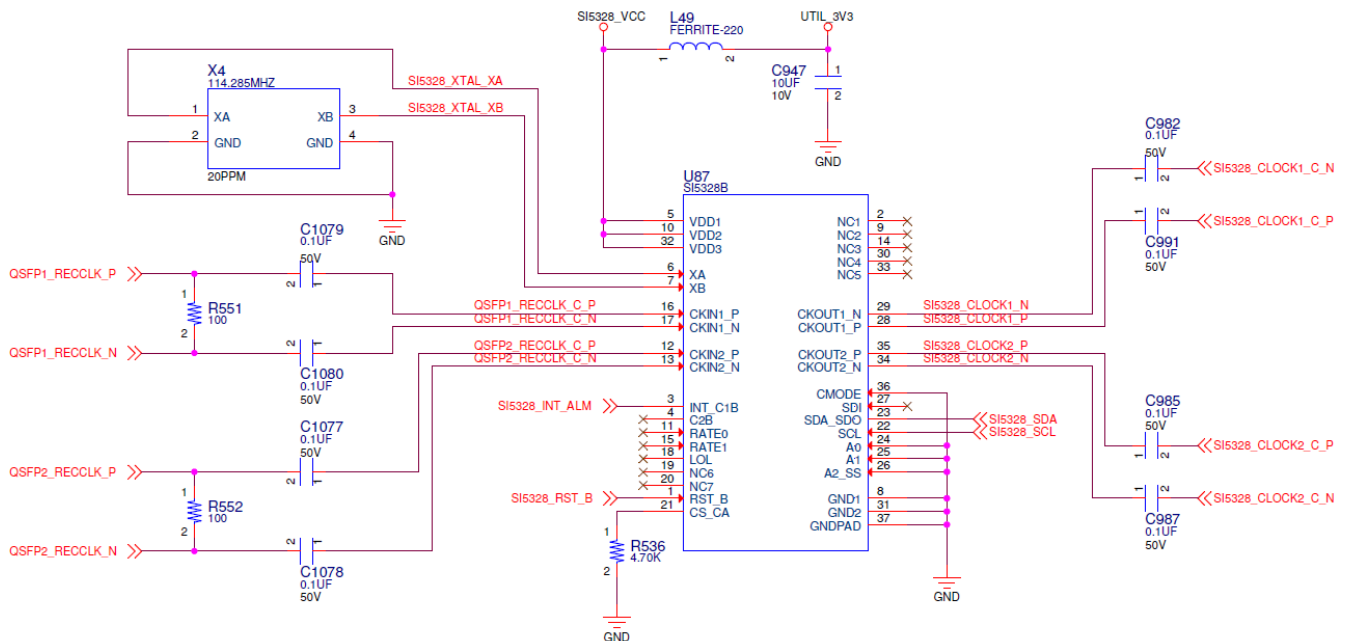 SI5328_VCC
L49
FERRITE-220
UTIL_3V3
1
2
C947
10UF
10V
1
2
GND
X4
114.285MHZ
1
XA
XB
3
2
GND
GND
4
20PPM
SI5328_XTAL_XA
SI5328_XTAL_XB
GND
C982
0.1UF
50V
1
2
SI5328_CLOCK1_C_N
SI5328_CLOCK1_C_P
1
2
C991
0.1UF
50V
U87
SI5328B
5
VDD1
10
VDD2
32
VDD3
6
XA
7
XB
16
CKIN1_P
17
CKIN1_N
12
CKIN2_P
13
CKIN2_N
3
INT_C1B
4
C2B
11
RATE0
15
RATE1
18
LOL
19
NC6
20
NC7
1
RST_B
21
CS_CA
NC1
2
NC2
9
NC3
14
NC4
30
NC5
33
CKOUT1_N
29
CKOUT1_P
28
CKOUT2_P
35
CKOUT2_N
34
CMODE
36
SDI
27
SDA_SDO
23
SCL
22
A0
24
A1
25
A2_SS
26
GND1
8
GND2
31
GNDPAD
37
C1079
0.1UF
50V
2
1
QSFP1_RECCLK_P
1
R551
100
2
QSFP1_RECCLK_N
2
1
C1080
0.1UF
50V
QSFP1_RECCLK_C_P
QSFP1_RECCLK_C_N
QSFP2_RECCLK_C_P
QSFP2_RECCLK_C_N
SI5328_INT_ALM
C1077
0.1UF
50V
2
1
QSFP2_RECCLK_P
1
R552
100
2
QSFP2_RECCLK_N
2
1
C1078
0.1UF
50V
SI5328_RST_B
1
R536
4.70K
2
GND
SI5328_CLOCK1_N
SI5328_CLOCK1_P
SI5328_CLOCK2_P
SI5328_CLOCK2_N
SI5328_SDA
SI5328_SCL
GND
C985
0.1UF
50V
1
2
SI5328_CLOCK2_C_P
SI5328_CLOCK2_C_N
1
2
C987
0.1UF
50V